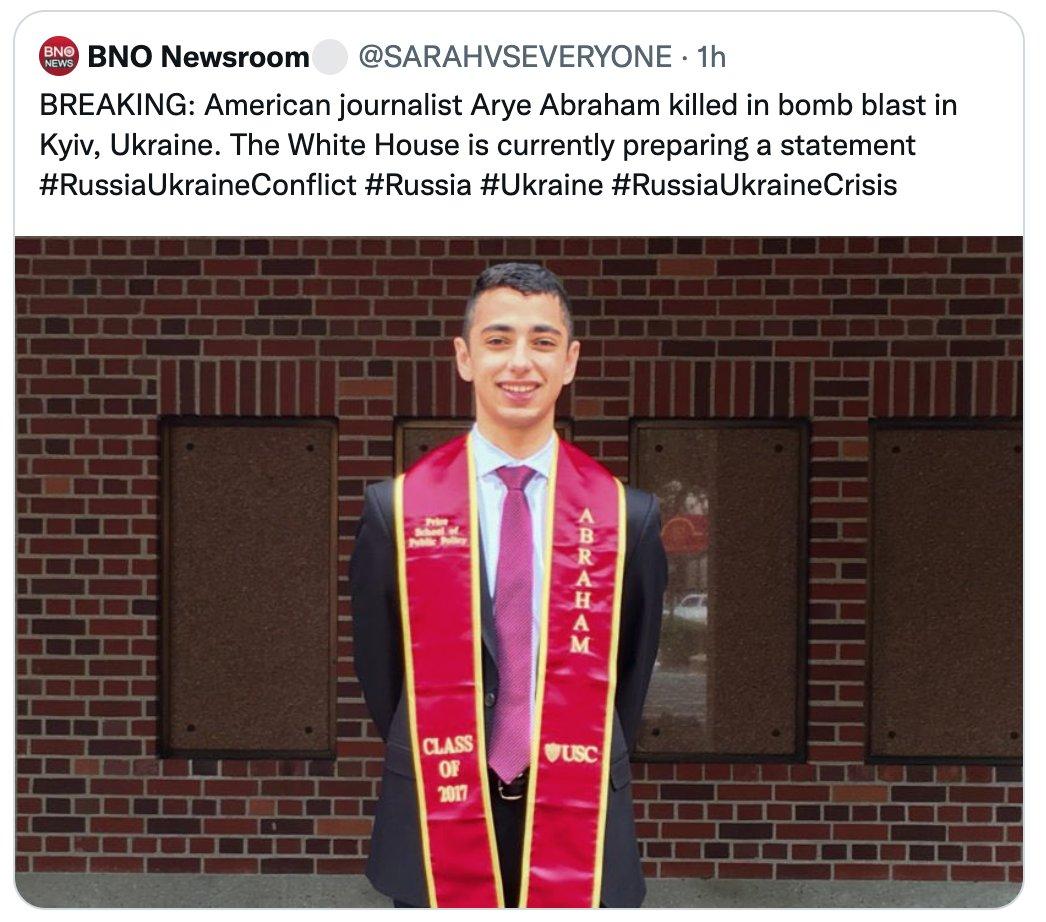 BNO
NEWS
BNO Newsroom @SARAHVSEVERYONE · 1h
BREAKING: American journalist Arye Abraham killed in bomb blast in
Kyiv, Ukraine. The White House is currently preparing a statement
#RussiaUkraineConflict #Russia #Ukraine #RussiaUkraineCrisis
Price
School of
Public Policy
ABRAHAM
CLASS
OF
2017
USC